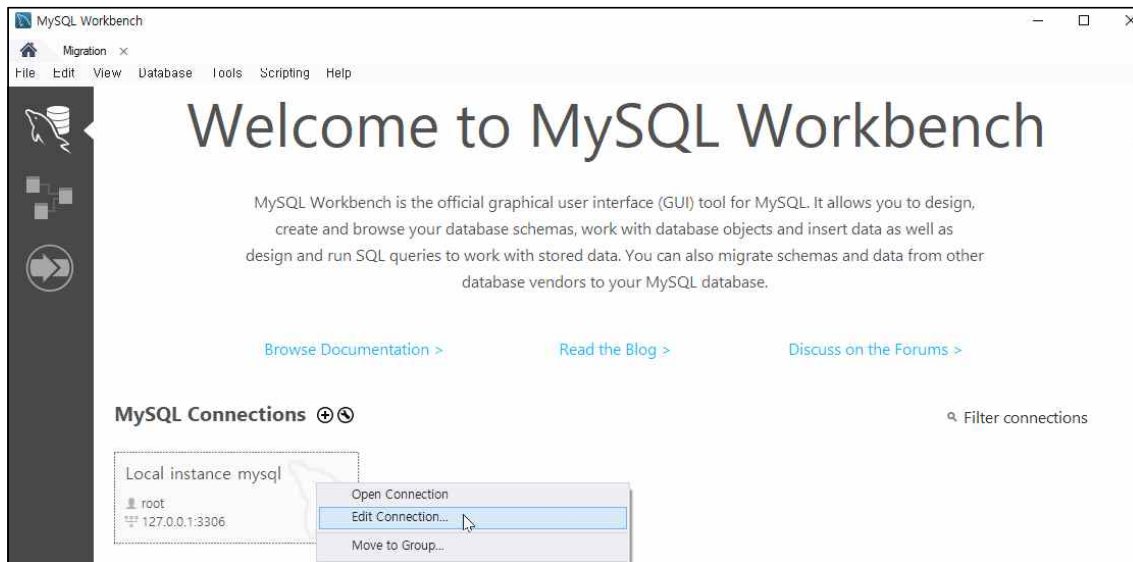 MySQL Workbench
Migration
File Edit View Database Tools Scripting Help
Welcome to MySQL Workbench
MySQL Workbench is the official graphical user interface (GUI) tool for MySQL. It allows you to design,
create and browse your database schemas, work with database objects and insert data as well as
design and run SQL queries to work with stored data. You can also migrate schemas and data from other
database vendors to your MySQL database.
Browse Documentation > Read the Blog > Discuss on the Forums >
MySQL Connections Filter connections
Local instance mysql
root
127.0.0.1:3306
Open Connection
Edit Connection...
Move to Group...